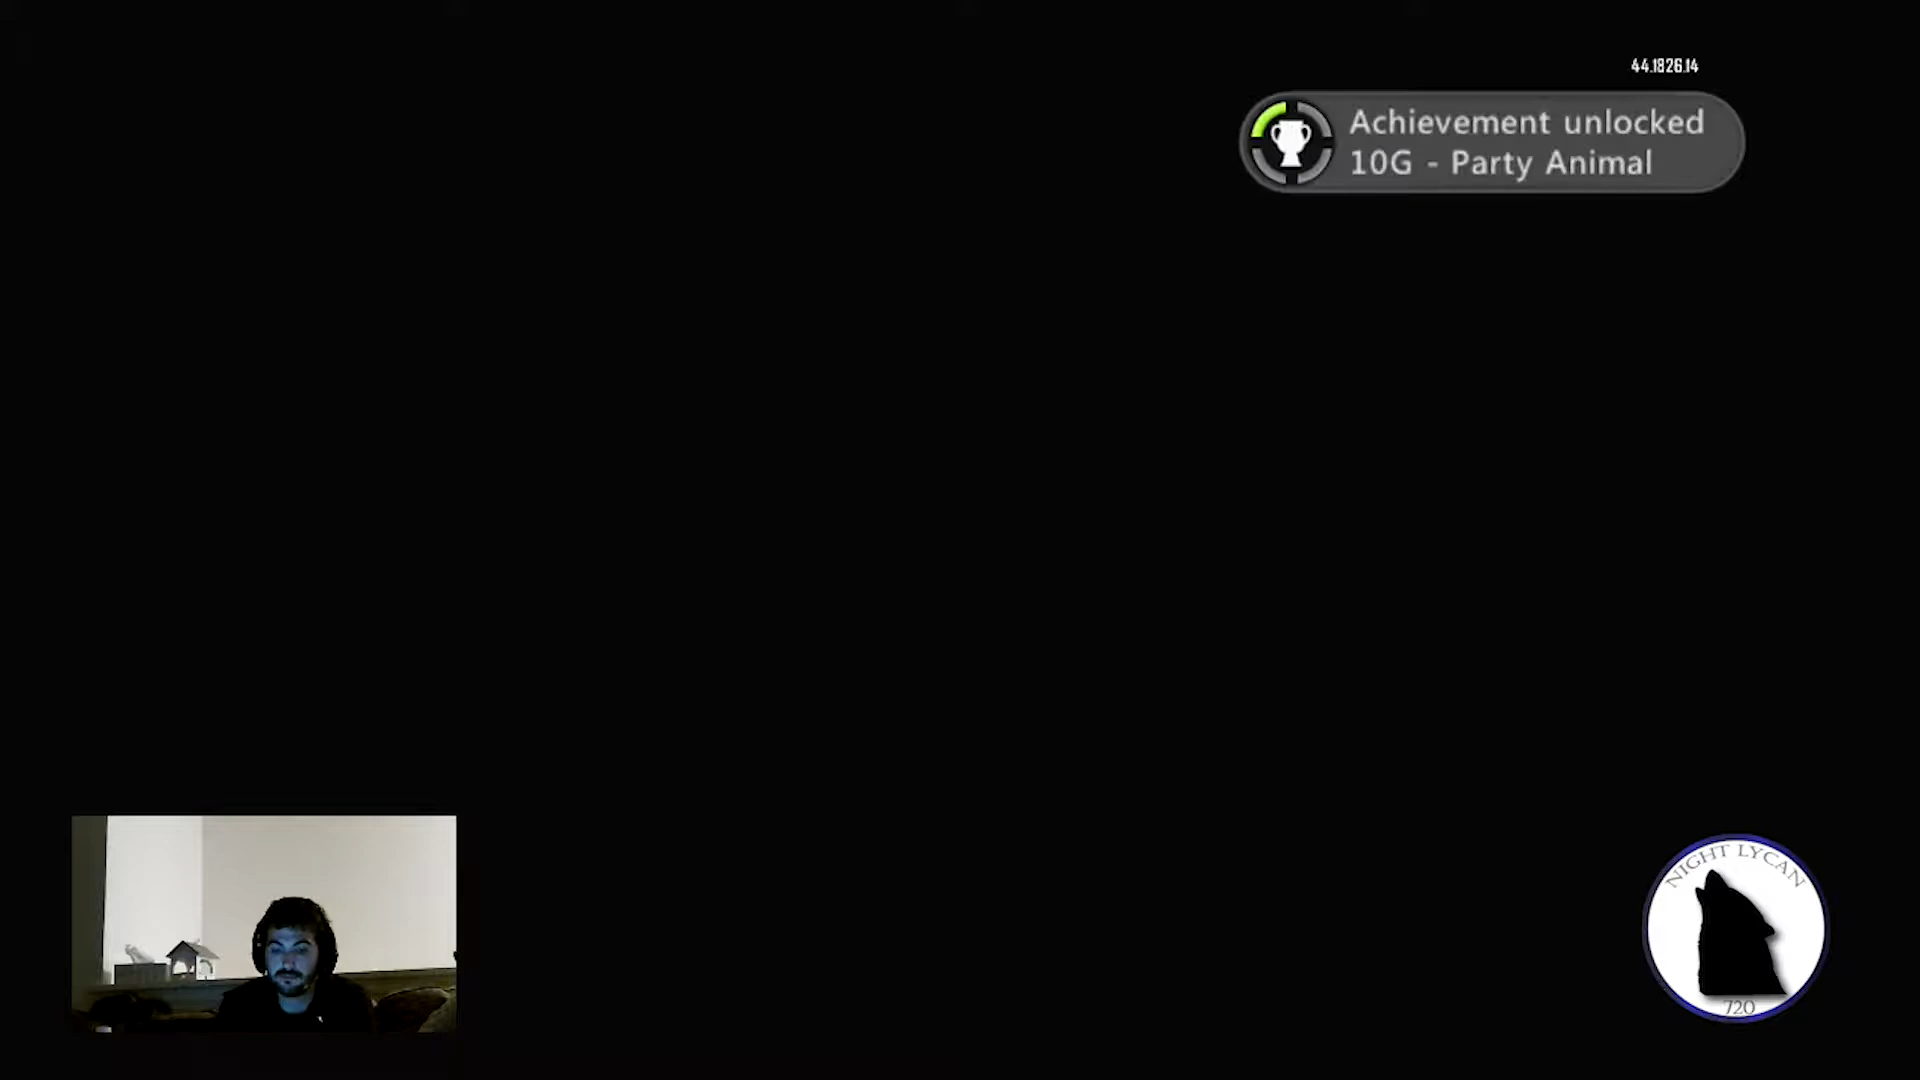 44.1826.14
Achievement unlocked
10G - Party Animal
NIGHT LYCAN
720